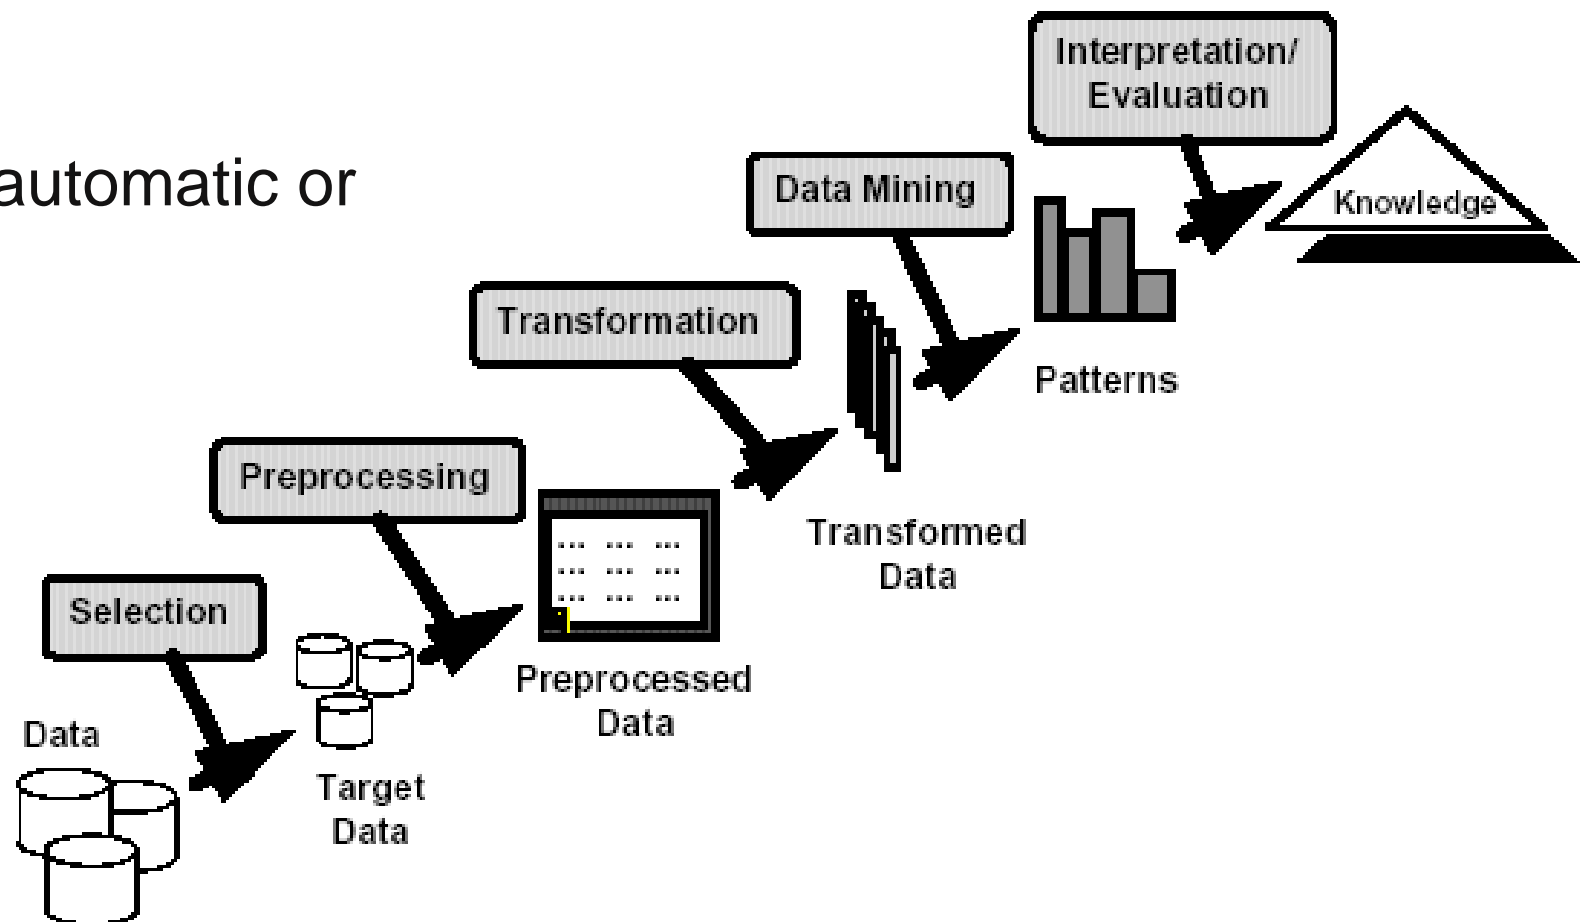 Interpretation/
Evaluation
automatic or
Data Mining
Knowledge
Transformation
Patterns
Preprocessing
Transformed
Data
... ... ...
... ... ...
... ... ...
Selection
Preprocessed
Data
Data
Target
Data